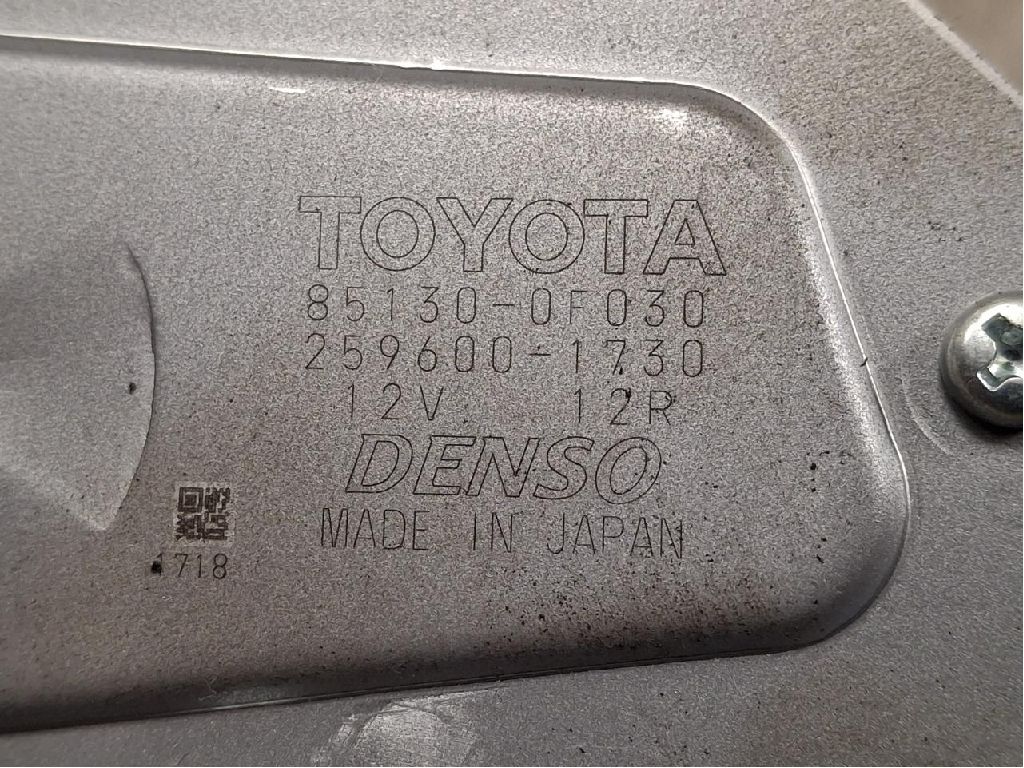 TOYOTA
85130-0F030
259600-1730
12V 12R
DENSO
MADE IN JAPAN
1718